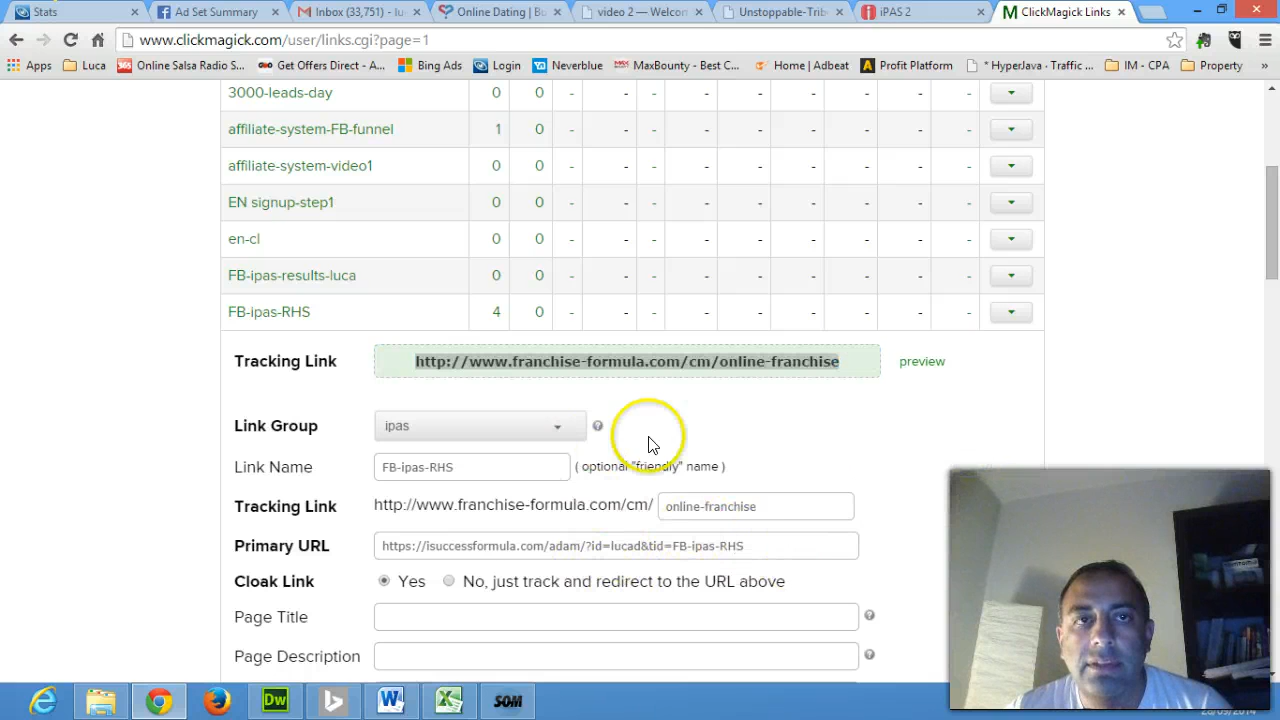 Stats
Ad Set Summary
Inbox (33,751) - lu
Online Dating | Bu
video 2 — Welcom
Unstoppable-Trib
iPAS 2
ClickMagick Links
www.clickmagick.com/user/links.cgi?page=1
Apps
Luca
Online Salsa Radio S...
Get Offers Direct - A...
Bing Ads
Login
Neverblue
MaxBounty - Best C...
Home | Adbeat
Profit Platform
* HyperJava : Traffic ...
IM - CPA
Property
3000-leads-day 0 0 - - - - - - - -
affiliate-system-FB-funnel 1 0 - - - - - - - -
affiliate-system-video1 0 0 - - - - - - - -
EN signup-step1 0 0 - - - - - - - -
en-cl 0 0 - - - - - - - -
FB-ipas-results-luca 0 0 - - - - - - - -
FB-ipas-RHS 4 0 - - - - - - - -
Tracking Link http://www.franchise-formula.com/cm/online-franchise preview
Link Group ipas ?
Link Name FB-ipas-RHS ( optional "friendly" name )
Tracking Link http://www.franchise-formula.com/cm/ online-franchise
Primary URL https://isuccessformula.com/adam/?id=lucad&tid=FB-ipas-RHS
Cloak Link Yes No, just track and redirect to the URL above
Page Title ?
Page Description ?
Dw
SOM